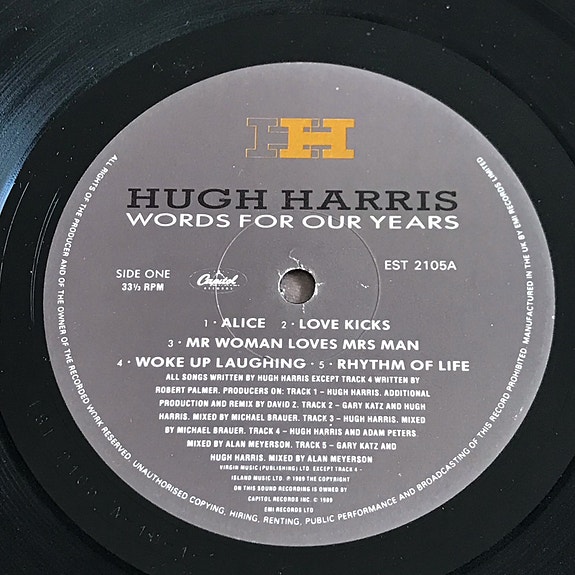 HH
HUGH HARRIS
WORDS FOR OUR YEARS
SIDE ONE
33⅓ RPM
Capitol
RECORDS
EST 2105A
1 · ALICE 2 · LOVE KICKS
3 · MR WOMAN LOVES MRS MAN
4 · WOKE UP LAUGHING · 5 · RHYTHM OF LIFE
ALL SONGS WRITTEN BY HUGH HARRIS EXCEPT TRACK 4 WRITTEN BY
ROBERT PALMER. PRODUCERS ON: TRACK 1 – HUGH HARRIS. ADDITIONAL
PRODUCTION AND REMIX BY DAVID Z. TRACK 2 – GARY KATZ AND HUGH
HARRIS. MIXED BY MICHAEL BRAUER. TRACK 3 – HUGH HARRIS. MIXED
BY MICHAEL BRAUER. TRACK 4 – HUGH HARRIS AND ADAM PETERS
MIXED BY ALAN MEYERSON. TRACK 5 – GARY KATZ AND
HUGH HARRIS. MIXED BY ALAN MEYERSON
VIRGIN MUSIC (PUBLISHING) LTD. EXCEPT TRACK 4 –
ISLAND MUSIC LTD. ℗ 1989 THE COPYRIGHT
ON THIS SOUND RECORDING IS OWNED BY
CAPITOL RECORDS INC. © 1989
EMI RECORDS LTD
ALL RIGHTS OF THE PRODUCER AND OF THE OWNER OF THE RECORDED WORK RESERVED. UNAUTHORISED COPYING, HIRING, RENTING, PUBLIC PERFORMANCE AND BROADCASTING OF THIS RECORD PROHIBITED. MANUFACTURED IN THE UK BY EMI RECORDS LIMITED